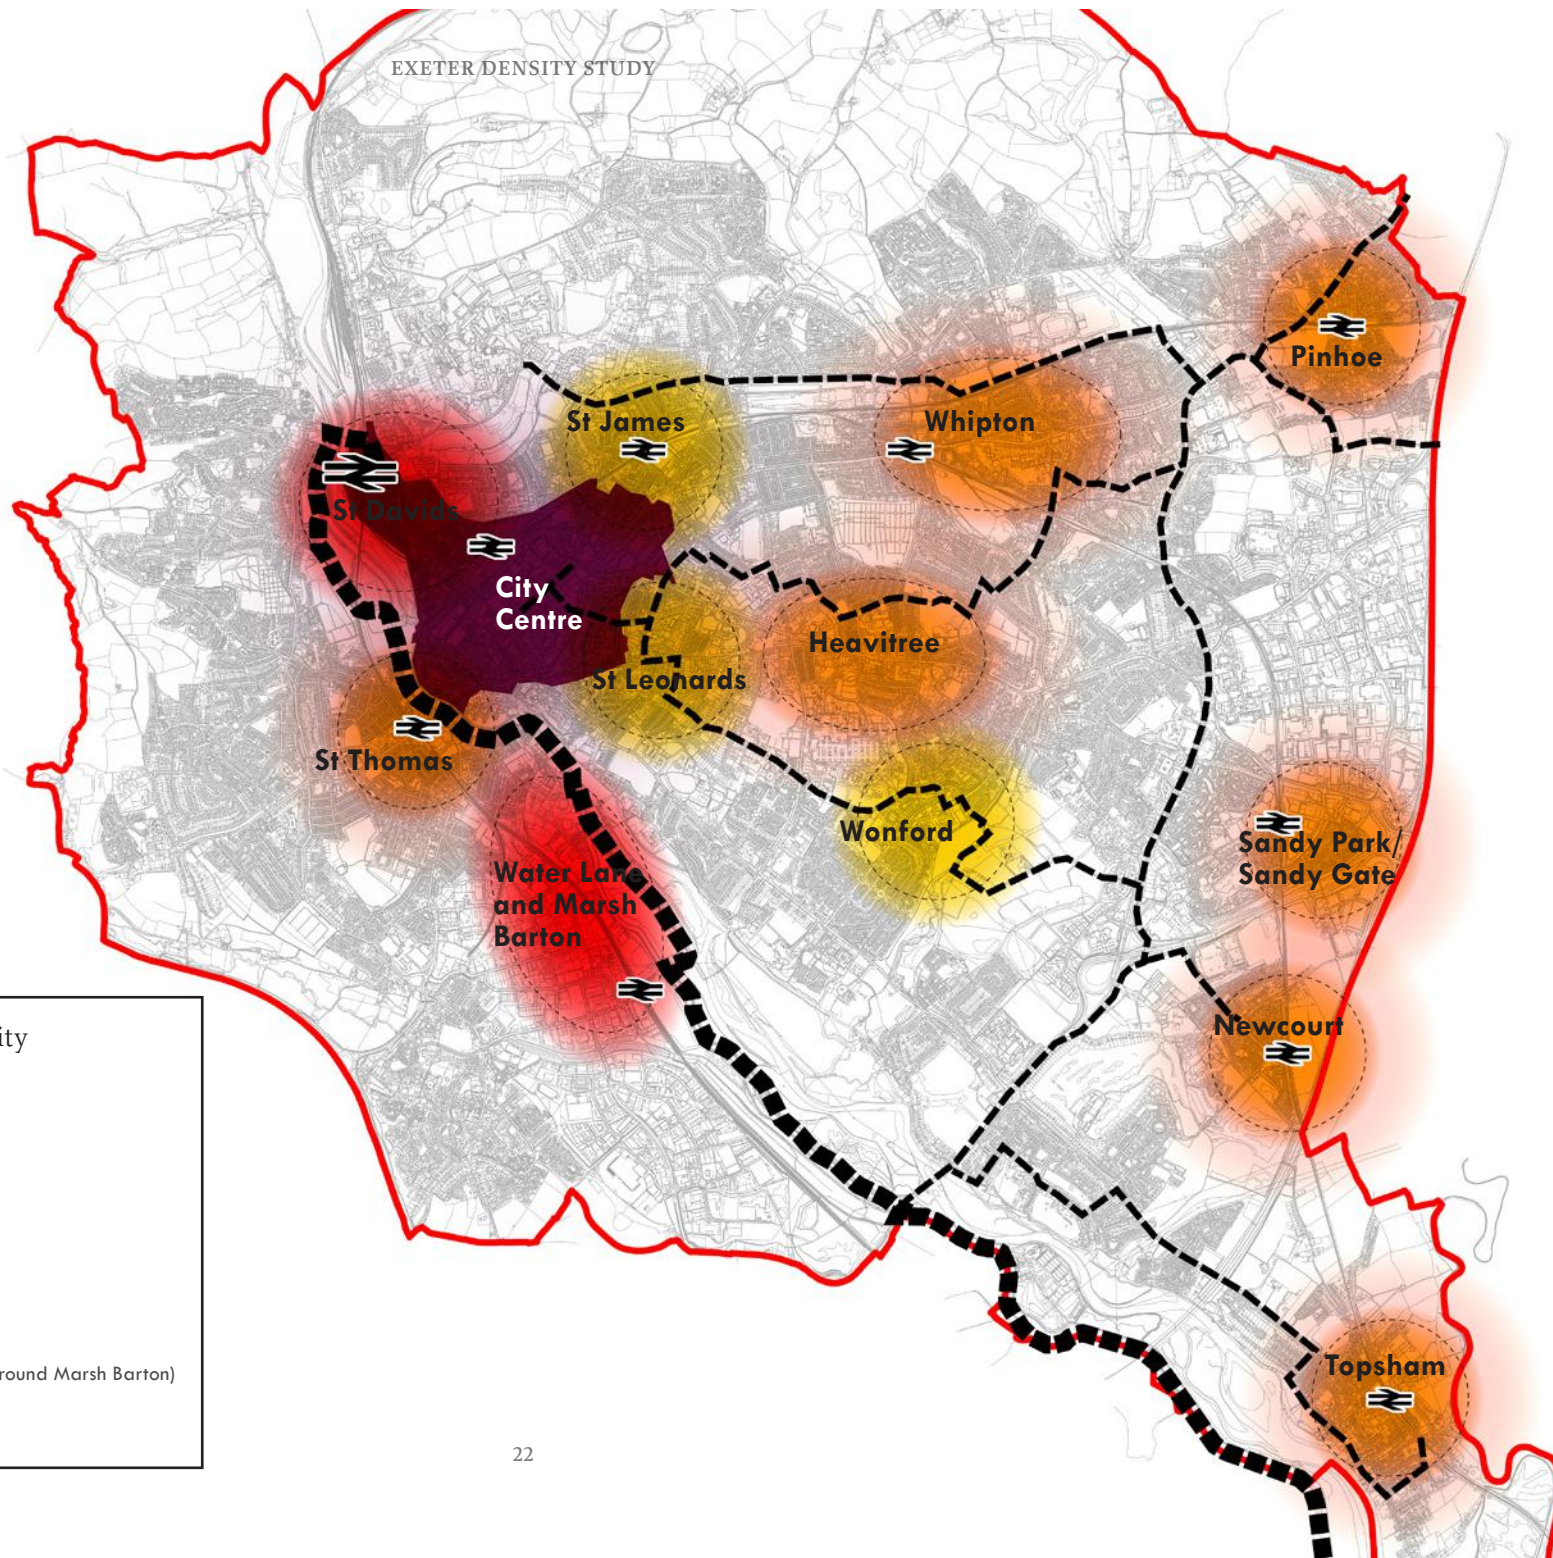 EXETER DENSITY STUDY
Pinhoe
St James
Whipton
St Davids
City
Centre
Heavitree
St Leonards
St Thomas
Wonford
Sandy Park/
Sandy Gate
Water Lane
and Marsh
Barton
Newcourt
ity
Topsham
round Marsh Barton)
22